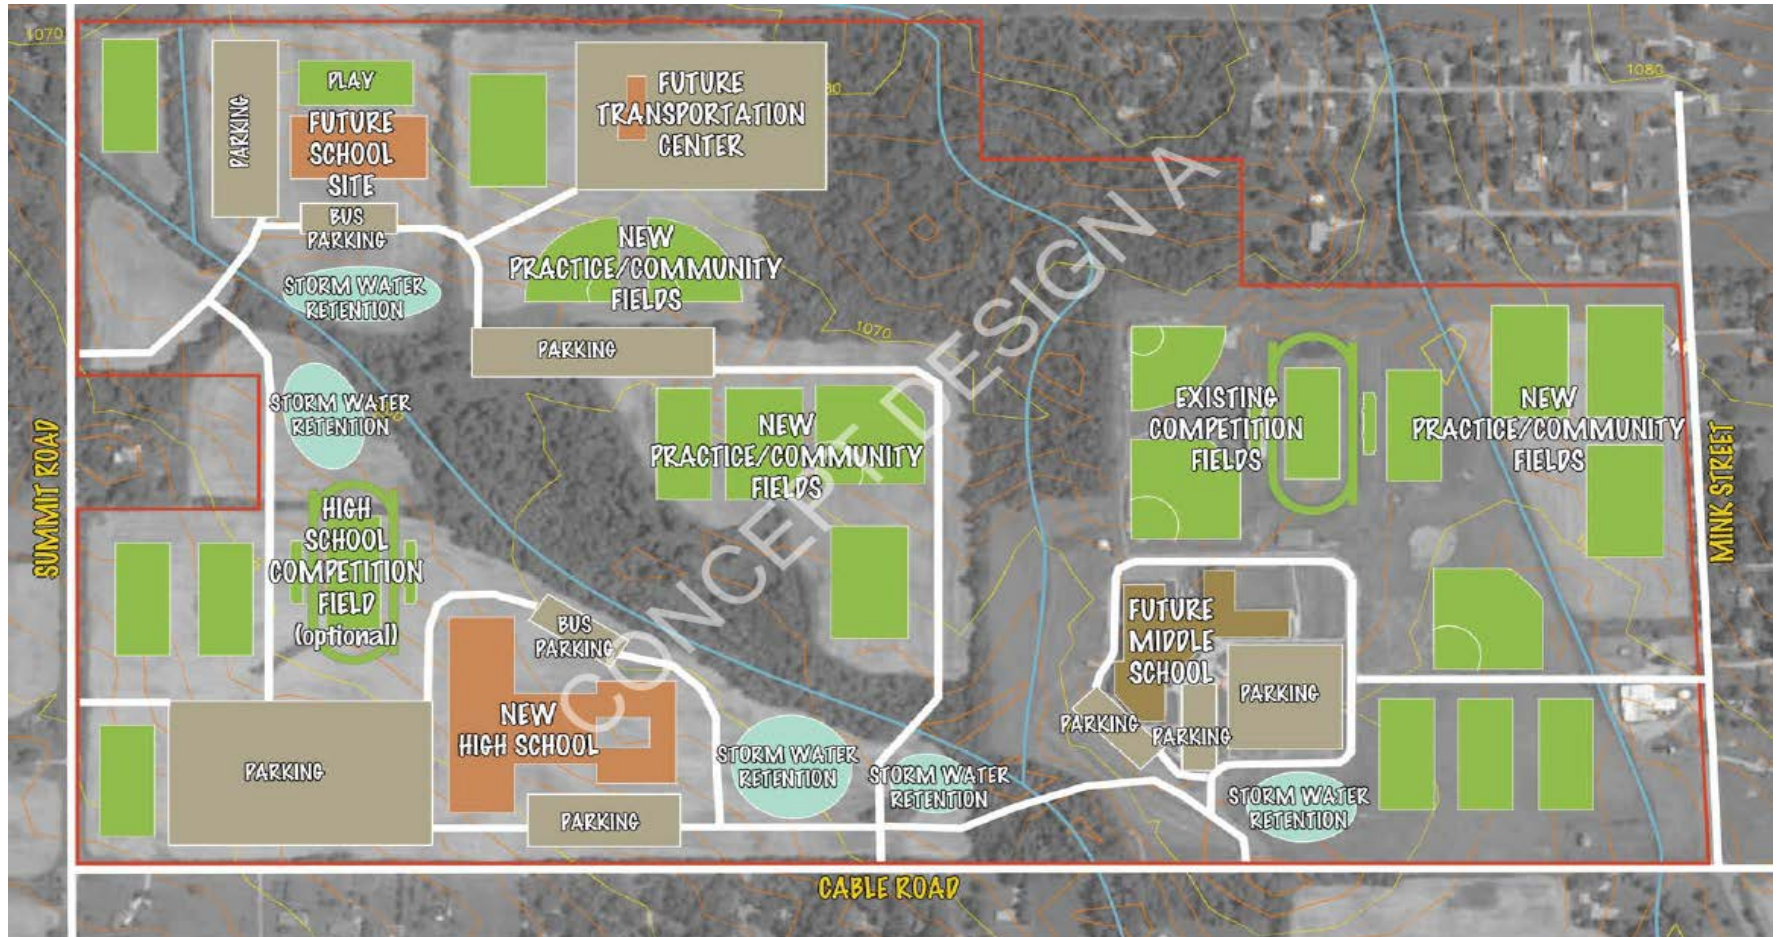 1070
PLAY
PARKING
FUTURE
SCHOOL
SITE
BUS
PARKING
FUTURE
TRANSPORTATION
CENTER
1080
NEW
PRACTICE/COMMUNITY
FIELDS
STORM WATER
RETENTION
STORM WATER
RETENTION
PARKING
1070
CONCEPT DESIGN A
NEW
PRACTICE/COMMUNITY
FIELDS
EXISTING
COMPETITION
FIELDS
NEW
PRACTICE/COMMUNITY
FIELDS
SUMMIT ROAD
MINK STREET
HIGH
SCHOOL
COMPETITION
FIELD
(optional)
BUS
PARKING
FUTURE
MIDDLE
SCHOOL
PARKING
PARKING
PARKING
NEW
HIGH SCHOOL
PARKING
PARKING
STORM WATER
RETENTION
STORM WATER
RETENTION
STORM WATER
RETENTION
CABLE ROAD